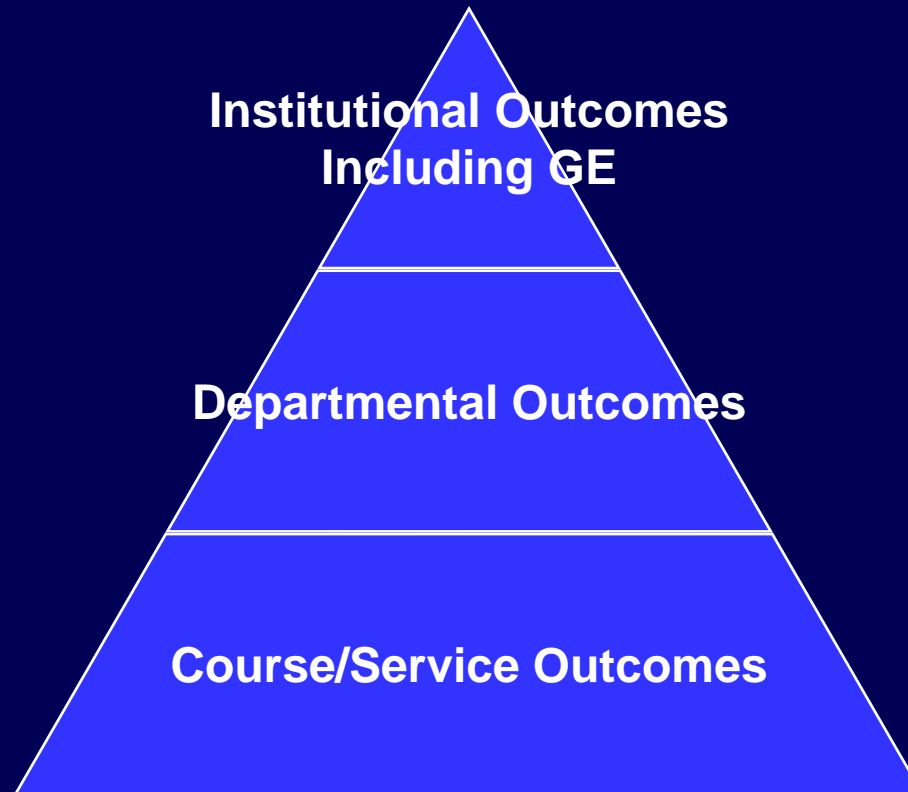 Institutional Outcomes
Including GE
Departmental Outcomes
Course/Service Outcomes